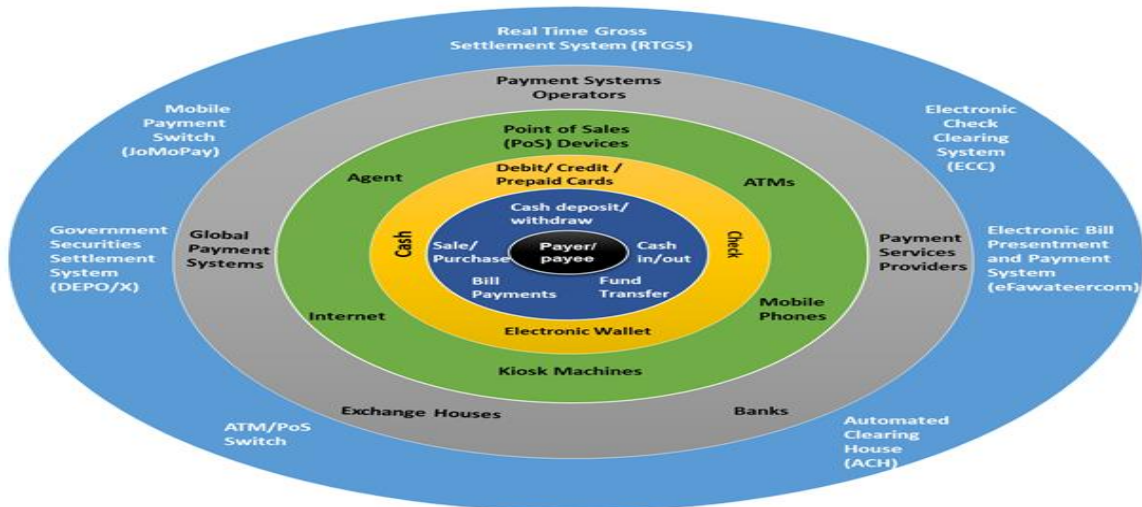 Real Time Gross
Settlement System (RTGS)
Payment Systems
Operators
Mobile
Payment
Switch
(JoMoPay)
Electronic
Check
Clearing
System
(ECC)
Point of Sales
(PoS) Devices
Agent
ATMs
Debit/ Credit /
Prepaid Cards
Cash deposit/
withdraw
Government
Securities
Settlement
System
(DEPO/X)
Global
Payment
Systems
Cash
Sale/
Purchase
Payer/
payee
Cash
in/out
Check
Payment
Services
Providers
Electronic Bill
Presentment
and Payment
System
(eFawateercom)
Bill
Payments
Fund
Transfer
Internet
Mobile
Phones
Electronic Wallet
Kiosk Machines
Exchange Houses
Banks
ATM/PoS
Switch
Automated
Clearing
House
(ACH)